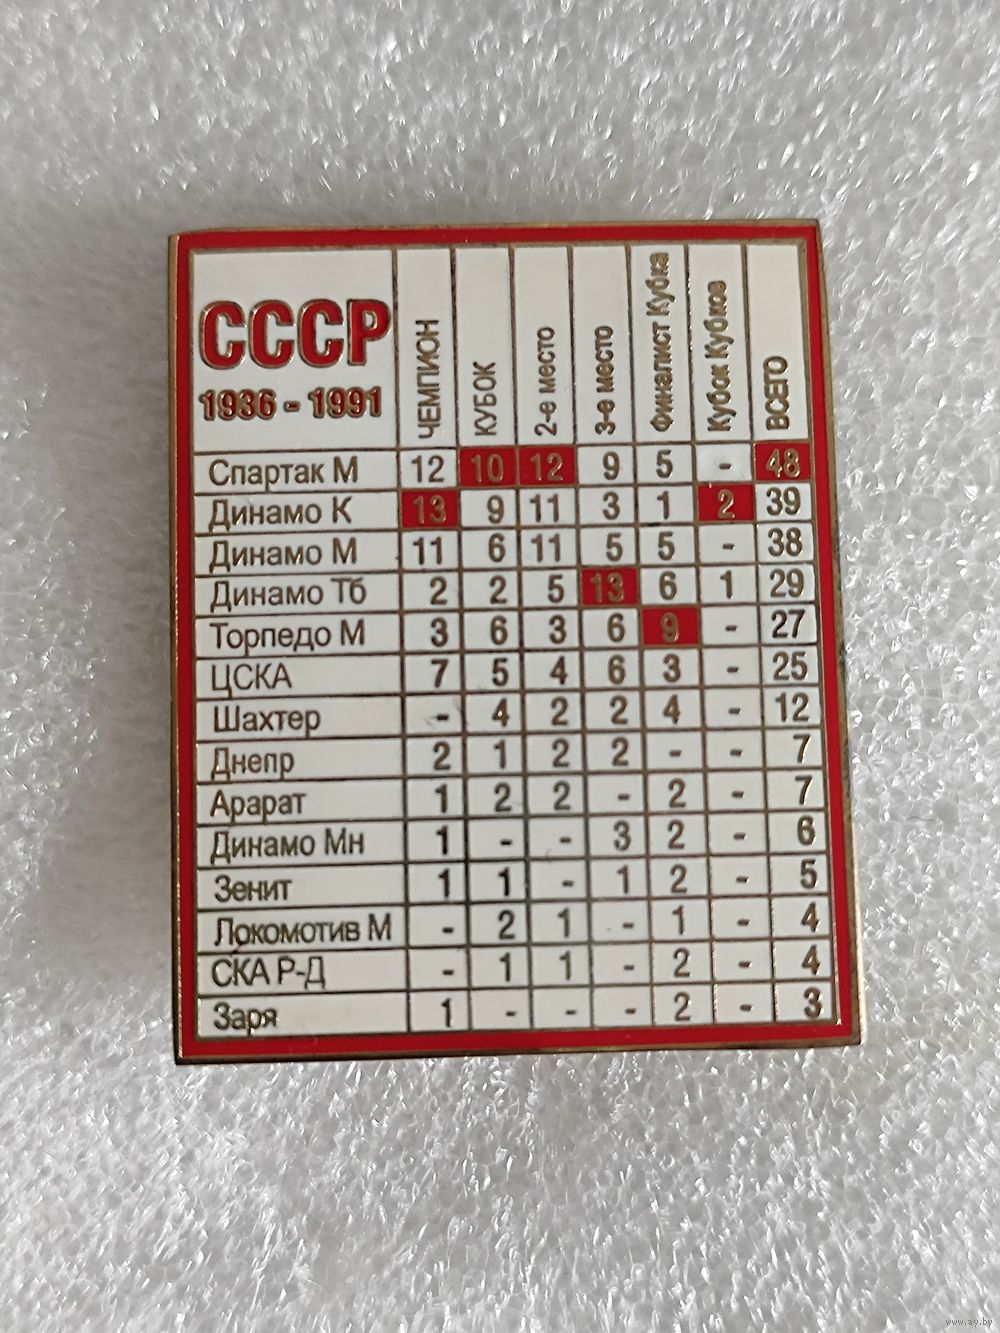 СССР
1936 - 1991
ЧЕМПИОН КУБОК 2-е место 3-е место Финалист Кубка Кубок Кубков ВСЕГО
Спартак М 12 10 12 9 5 - 48
Динамо К 13 9 11 3 1 2 39
Динамо М 11 6 11 5 5 - 38
Динамо Тб 2 2 5 13 6 1 29
Торпедо М 3 6 3 6 9 - 27
ЦСКА 7 5 4 6 3 - 25
Шахтер - 4 2 2 4 - 12
Днепр 2 1 2 2 - - 7
Арарат 1 2 2 - 2 - 7
Динамо Мн 1 - - 3 2 - 6
Зенит 1 1 - 1 2 - 5
Локомотив М - 2 1 - 1 - 4
СКА Р-Д - 1 1 - 2 - 4
Заря 1 - - - 2 - 3
www.ay.by